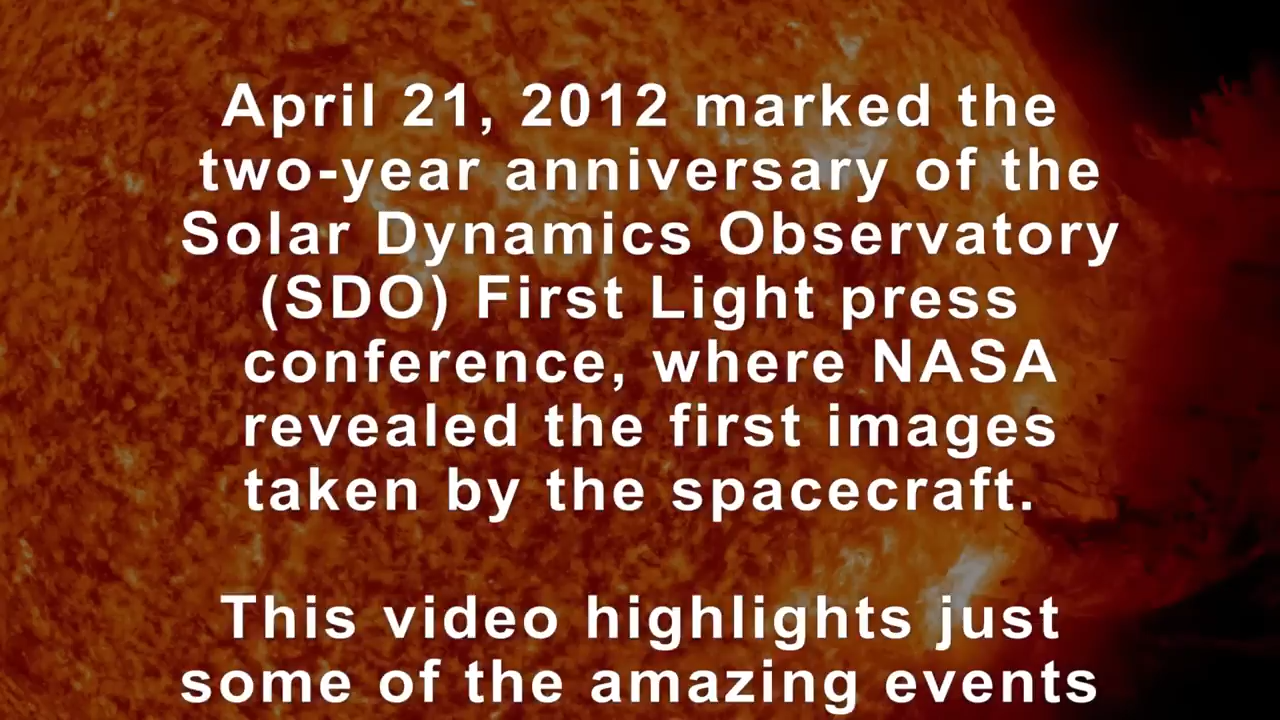 April 21, 2012 marked the
two-year anniversary of the
Solar Dynamics Observatory
(SDO) First Light press
conference, where NASA
revealed the first images
taken by the spacecraft.
This video highlights just
some of the amazing events